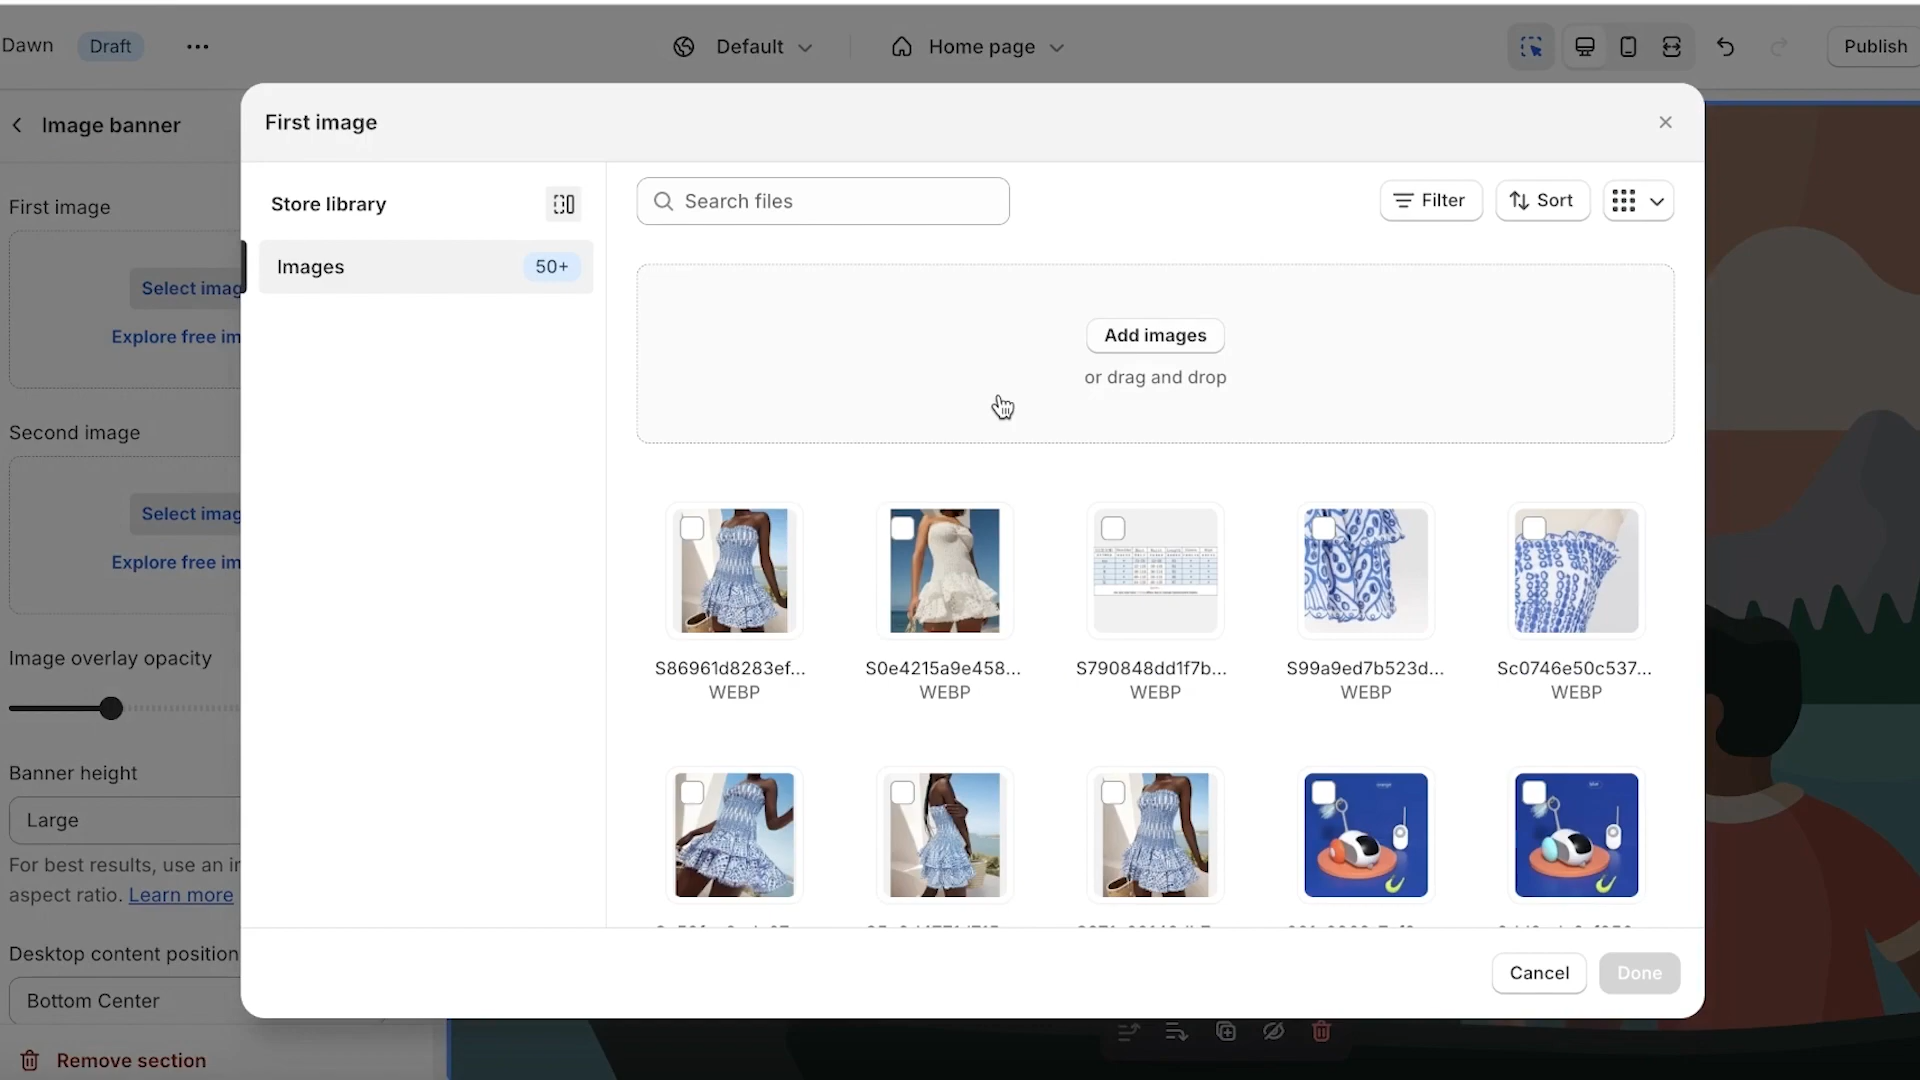 Dawn Draft Default Home page Publish
Image banner
First image
Select imag
Explore free im
Second image
Select imag
Explore free im
Image overlay opacity
Banner height
Large
For best results, use an in
aspect ratio. Learn more
Desktop content position
Bottom Center
Remove section
First image
Store library
Images 50+
Search files
Filter Sort
Add images
or drag and drop
S86961d8283ef... S0e4215a9e458... S790848dd1f7b... S99a9ed7b523d... Sc0746e50c537...
WEBP WEBP WEBP WEBP WEBP
Cancel Done